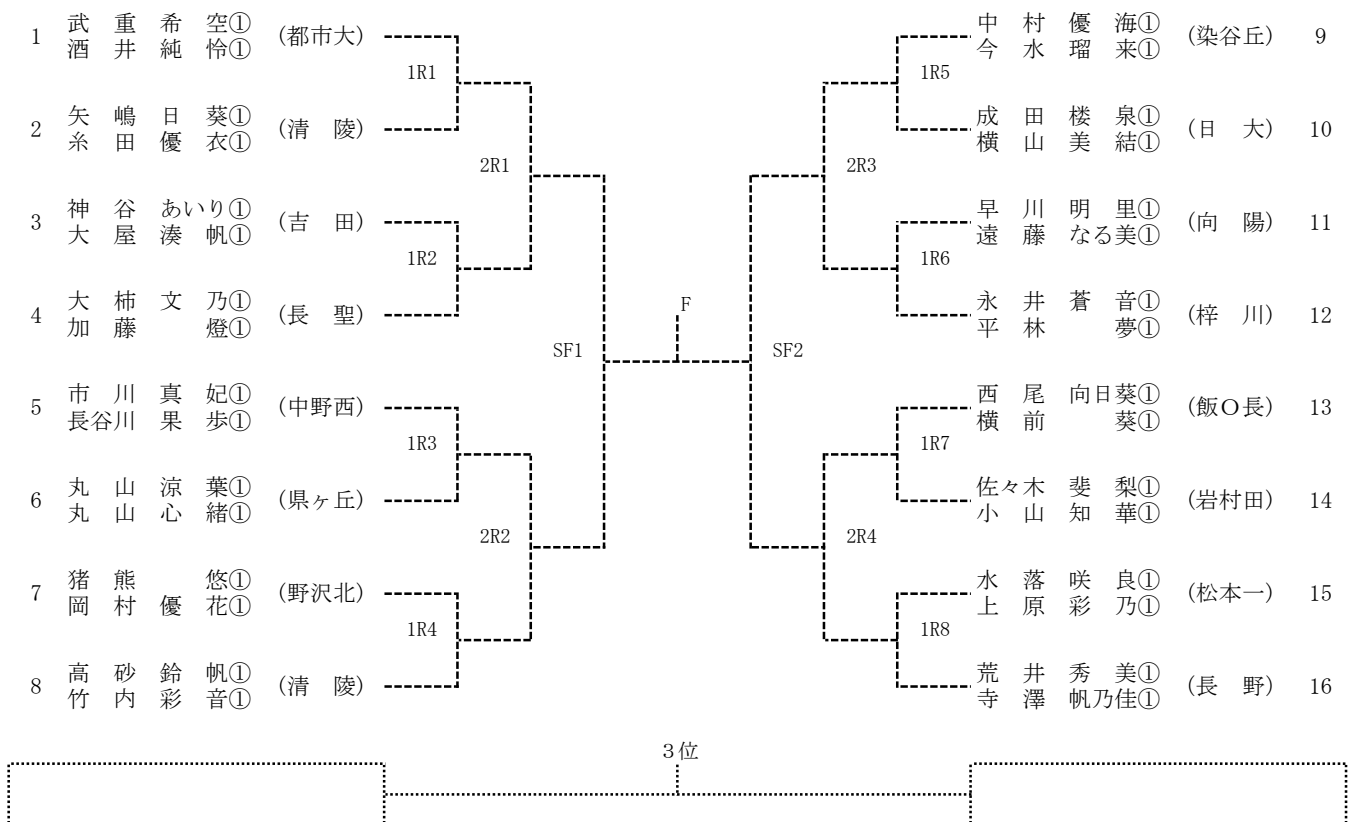 1 武重希空① (都市大)
酒井純怜①
1R1
2 矢嶋日葵① (清陵)
糸田優衣①
2R1
3 神谷あいり① (吉田)
大屋湊帆①
1R2
4 大柿文乃① (長聖)
加藤燈①
SF1
5 市川真妃① (中野西)
長谷川果歩①
1R3
6 丸山涼葉① (県ヶ丘)
丸山心緒①
2R2
7 猪熊悠① (野沢北)
岡村優花①
1R4
8 高砂鈴帆① (清陵)
竹内彩音①
F
中村優海① (染谷丘) 9
今水瑠来①
1R5
成田楼泉① (日大) 10
横山美結①
2R3
早川明里① (向陽) 11
遠藤なる美①
1R6
永井蒼音① (梓川) 12
平林夢①
SF2
西尾向日葵① (飯O長) 13
横前葵①
1R7
佐々木斐梨① (岩村田) 14
小山知華①
2R4
水落咲良① (松本一) 15
上原彩乃①
1R8
荒井秀美① (長野) 16
寺澤帆乃佳①
3位